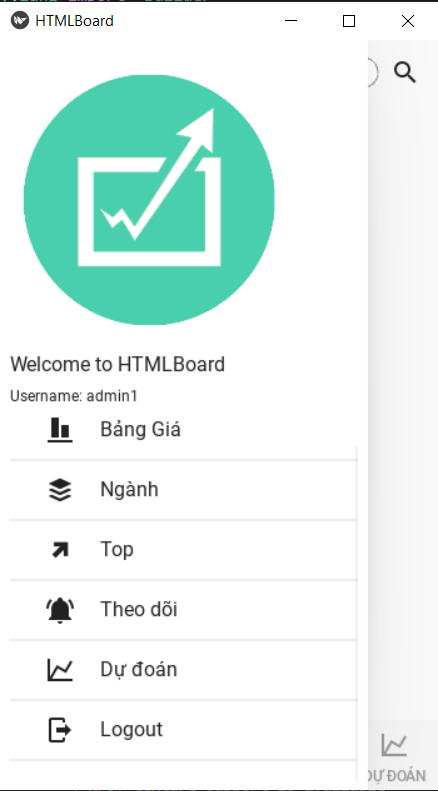 HTMLBoard
Welcome to HTMLBoard
Username: admin1
Bảng Giá
Ngành
Top
Theo dõi
Dự đoán
Logout
DỰ ĐOÁN